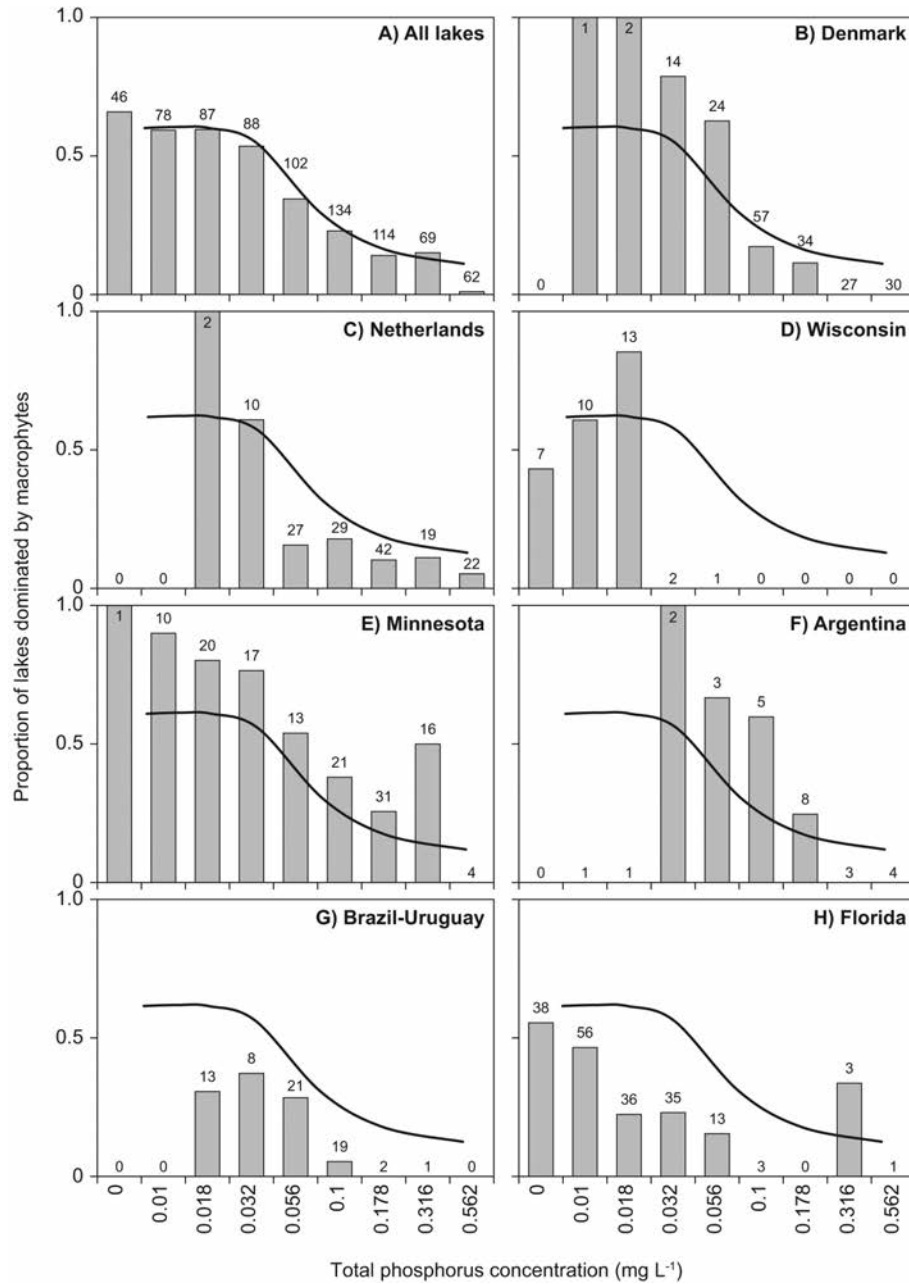 Proportion of lakes dominated by macrophytes
1.0
0.5
0
A) All lakes
46 78 87 88 102 134 114 69 62
B) Denmark
0 1 2 14 24 57 34 27 30
1.0
0.5
0
C) Netherlands
0 0 2 10 27 29 42 19 22
D) Wisconsin
7 10 13 2 1 0 0 0 0
1.0
0.5
0
E) Minnesota
1 10 20 17 13 21 31 16 4
F) Argentina
0 1 1 2 3 5 8 3 4
1.0
0.5
0
G) Brazil-Uruguay
0 0 13 8 21 19 2 1 0
H) Florida
38 56 36 35 13 3 0 3 1
0 0.01 0.018 0.032 0.056 0.1 0.178 0.316 0.562
0 0.01 0.018 0.032 0.056 0.1 0.178 0.316 0.562
Total phosphorus concentration (mg L⁻¹)